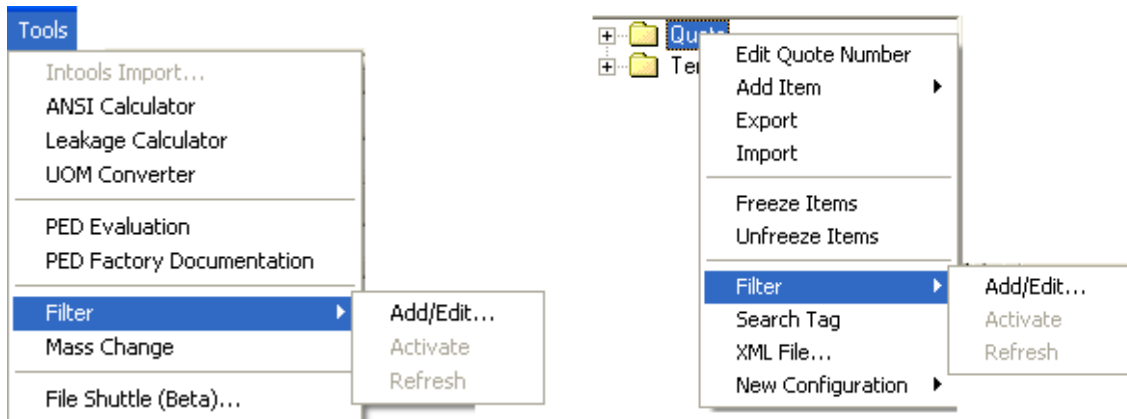 Tools
Intools Import...
ANSI Calculator
Leakage Calculator
UOM Converter
PED Evaluation
PED Factory Documentation
Filter
Mass Change
File Shuttle (Beta)...
Add/Edit...
Activate
Refresh
Edit Quote Number
Add Item
Export
Import
Freeze Items
Unfreeze Items
Filter
Search Tag
XML File...
New Configuration
Add/Edit...
Activate
Refresh